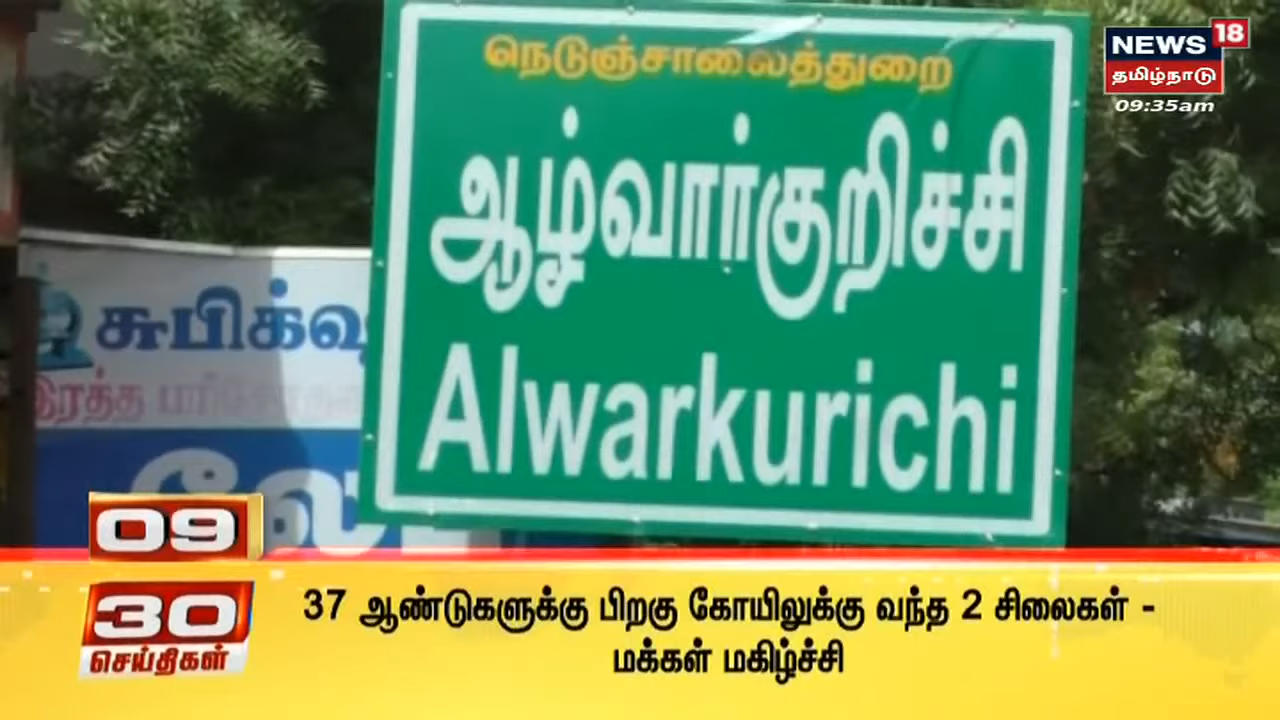 நெடுஞ்சாலைத்துறை
ஆழ்வார்குறிச்சி
Alwarkurichi
NEWS 18
தமிழ்நாடு
09:35am
இரத்த
09
30
செய்திகள்
37 ஆண்டுகளுக்கு பிறகு கோயிலுக்கு வந்த 2 சிலைகள் -
மக்கள் மகிழ்ச்சி